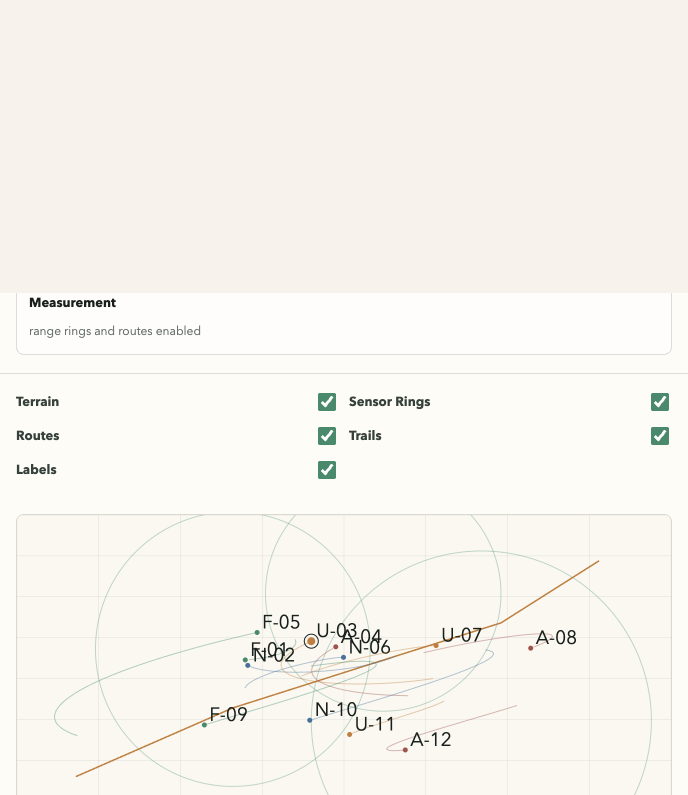 Measurement
range rings and routes enabled
Terrain
Sensor Rings
Routes
Trails
Labels
F-05
U-03
A-04
U-07
A-08
F-01
N-02
N-06
F-09
N-10
U-11
A-12